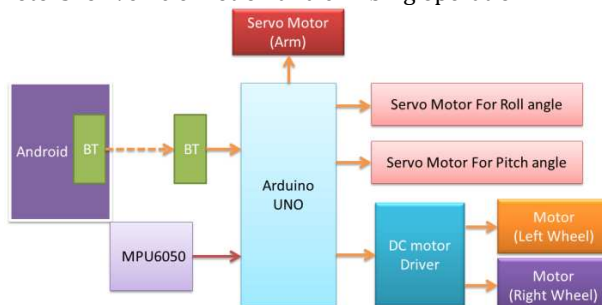 operation
Servo Motor
(Arm)
Android
BT
BT
Arduino
UNO
Servo Motor For Roll angle
Servo Motor For Pitch angle
MPU6050
DC motor
Driver
Motor
(Left Wheel)
Motor
(Right Wheel)